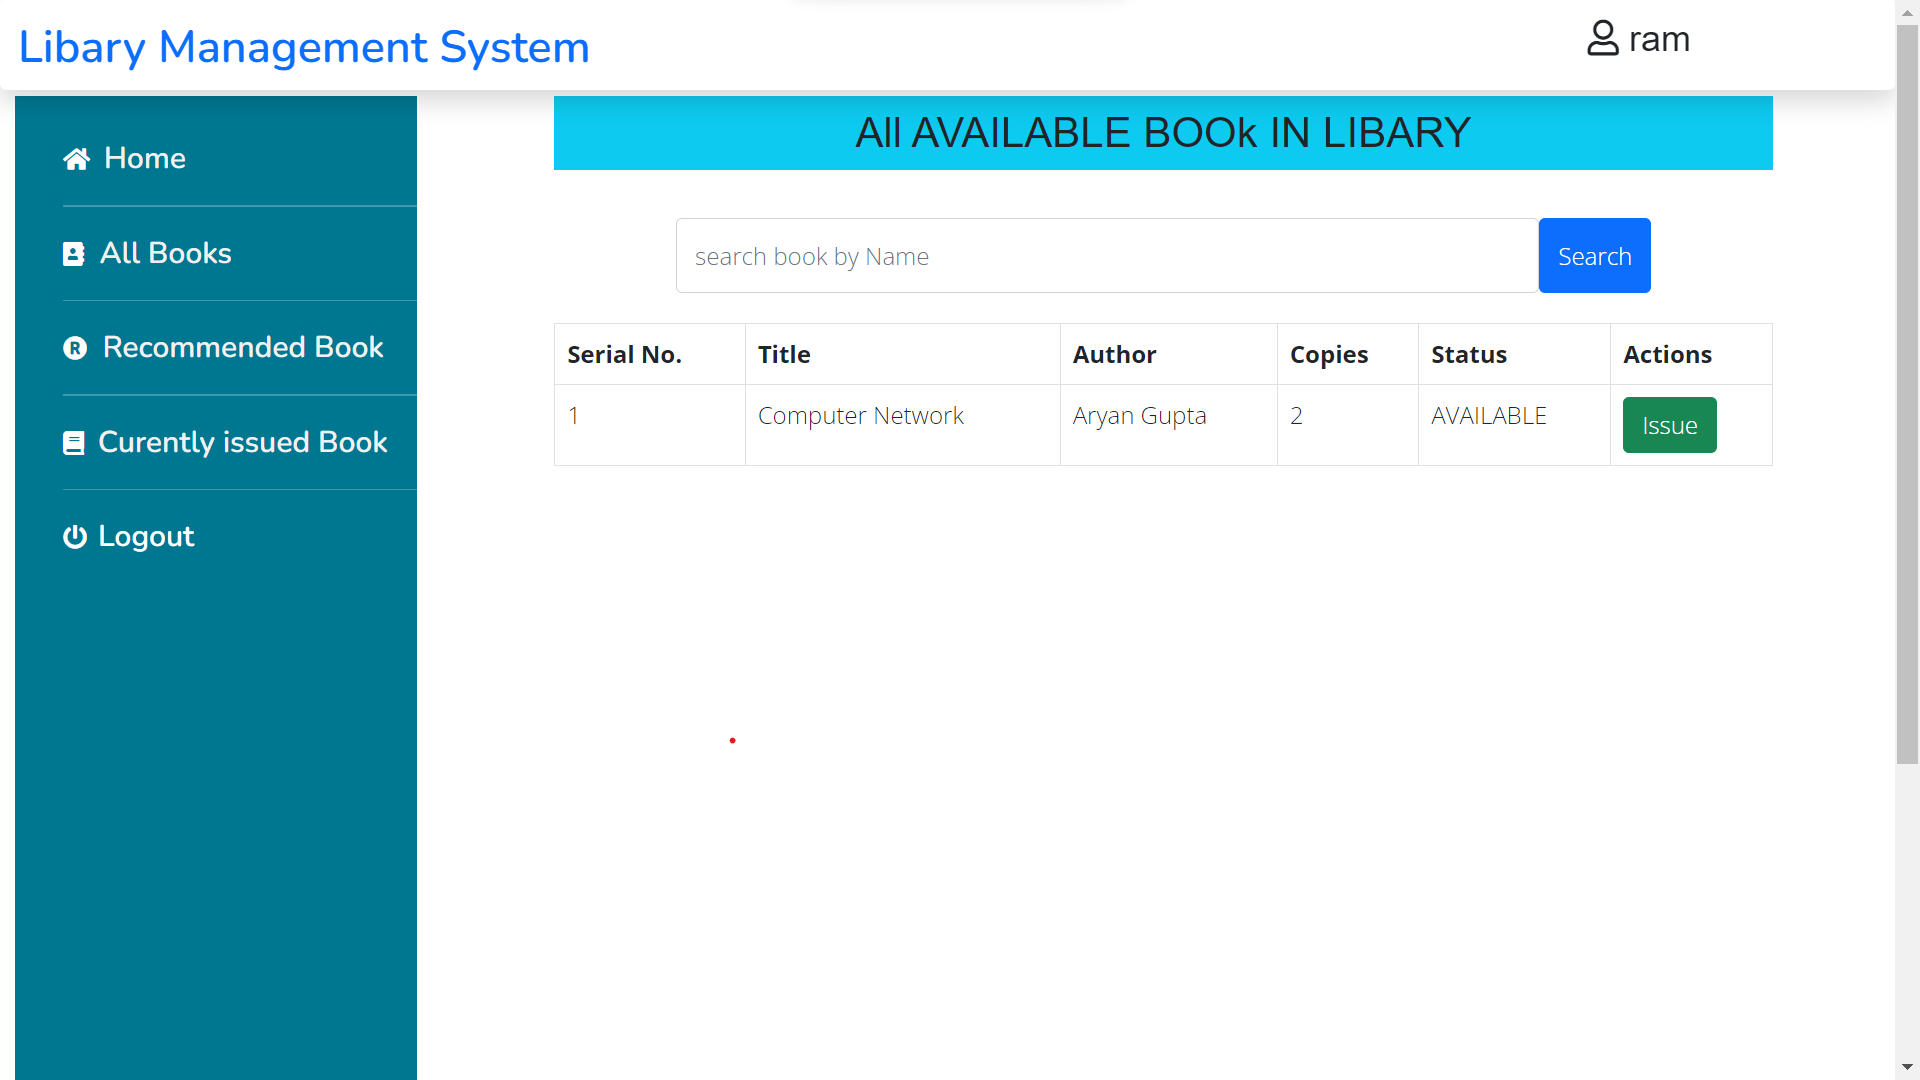 Libary Management System
ram
Home
All Books
Recommended Book
Curently issued Book
Logout
All AVAILABLE BOOk IN LIBARY
search book by Name
Search
Serial No. Title Author Copies Status Actions
1 Computer Network Aryan Gupta 2 AVAILABLE Issue